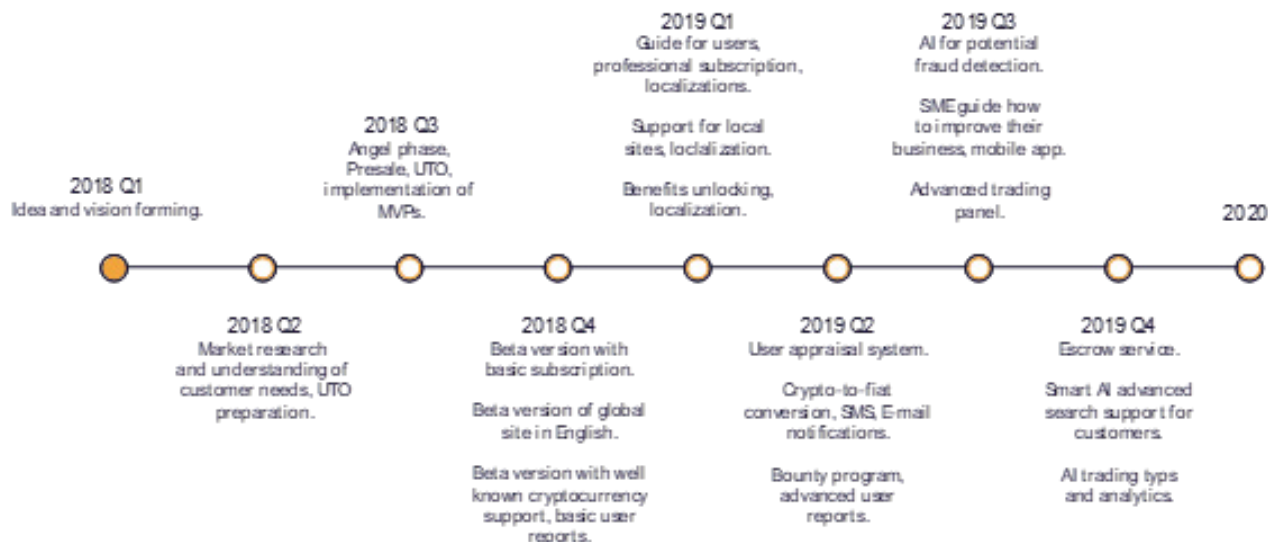 2018 Q1
Idea and vision forming.
2018 Q2
Market research
and understanding of
customer needs, UTO
preparation.
2018 Q3
Angel phase,
Presale, UTO,
implementation of
MVPs.
2018 Q4
Beta version with
basic subscription.
Beta version of global
site in English.
Beta version with well
known cryptocurrency
support, basic user
reports.
2019 Q1
Guide for users,
professional subscription,
localizations.
Support for local
sites, loclalization.
Benefits unlocking,
localization.
2019 Q2
User appraisal system.
Crypto-to-fiat
conversion, SMS, E-mail
notifications.
Bounty program,
advanced user
reports.
2019 Q3
AI for potential
fraud detection.
SME guide how
to improve their
business, mobile app.
Advanced trading
panel.
2019 Q4
Escrow service.
Smart AI advanced
search support for
customers.
AI trading typs
and analytics.
2020